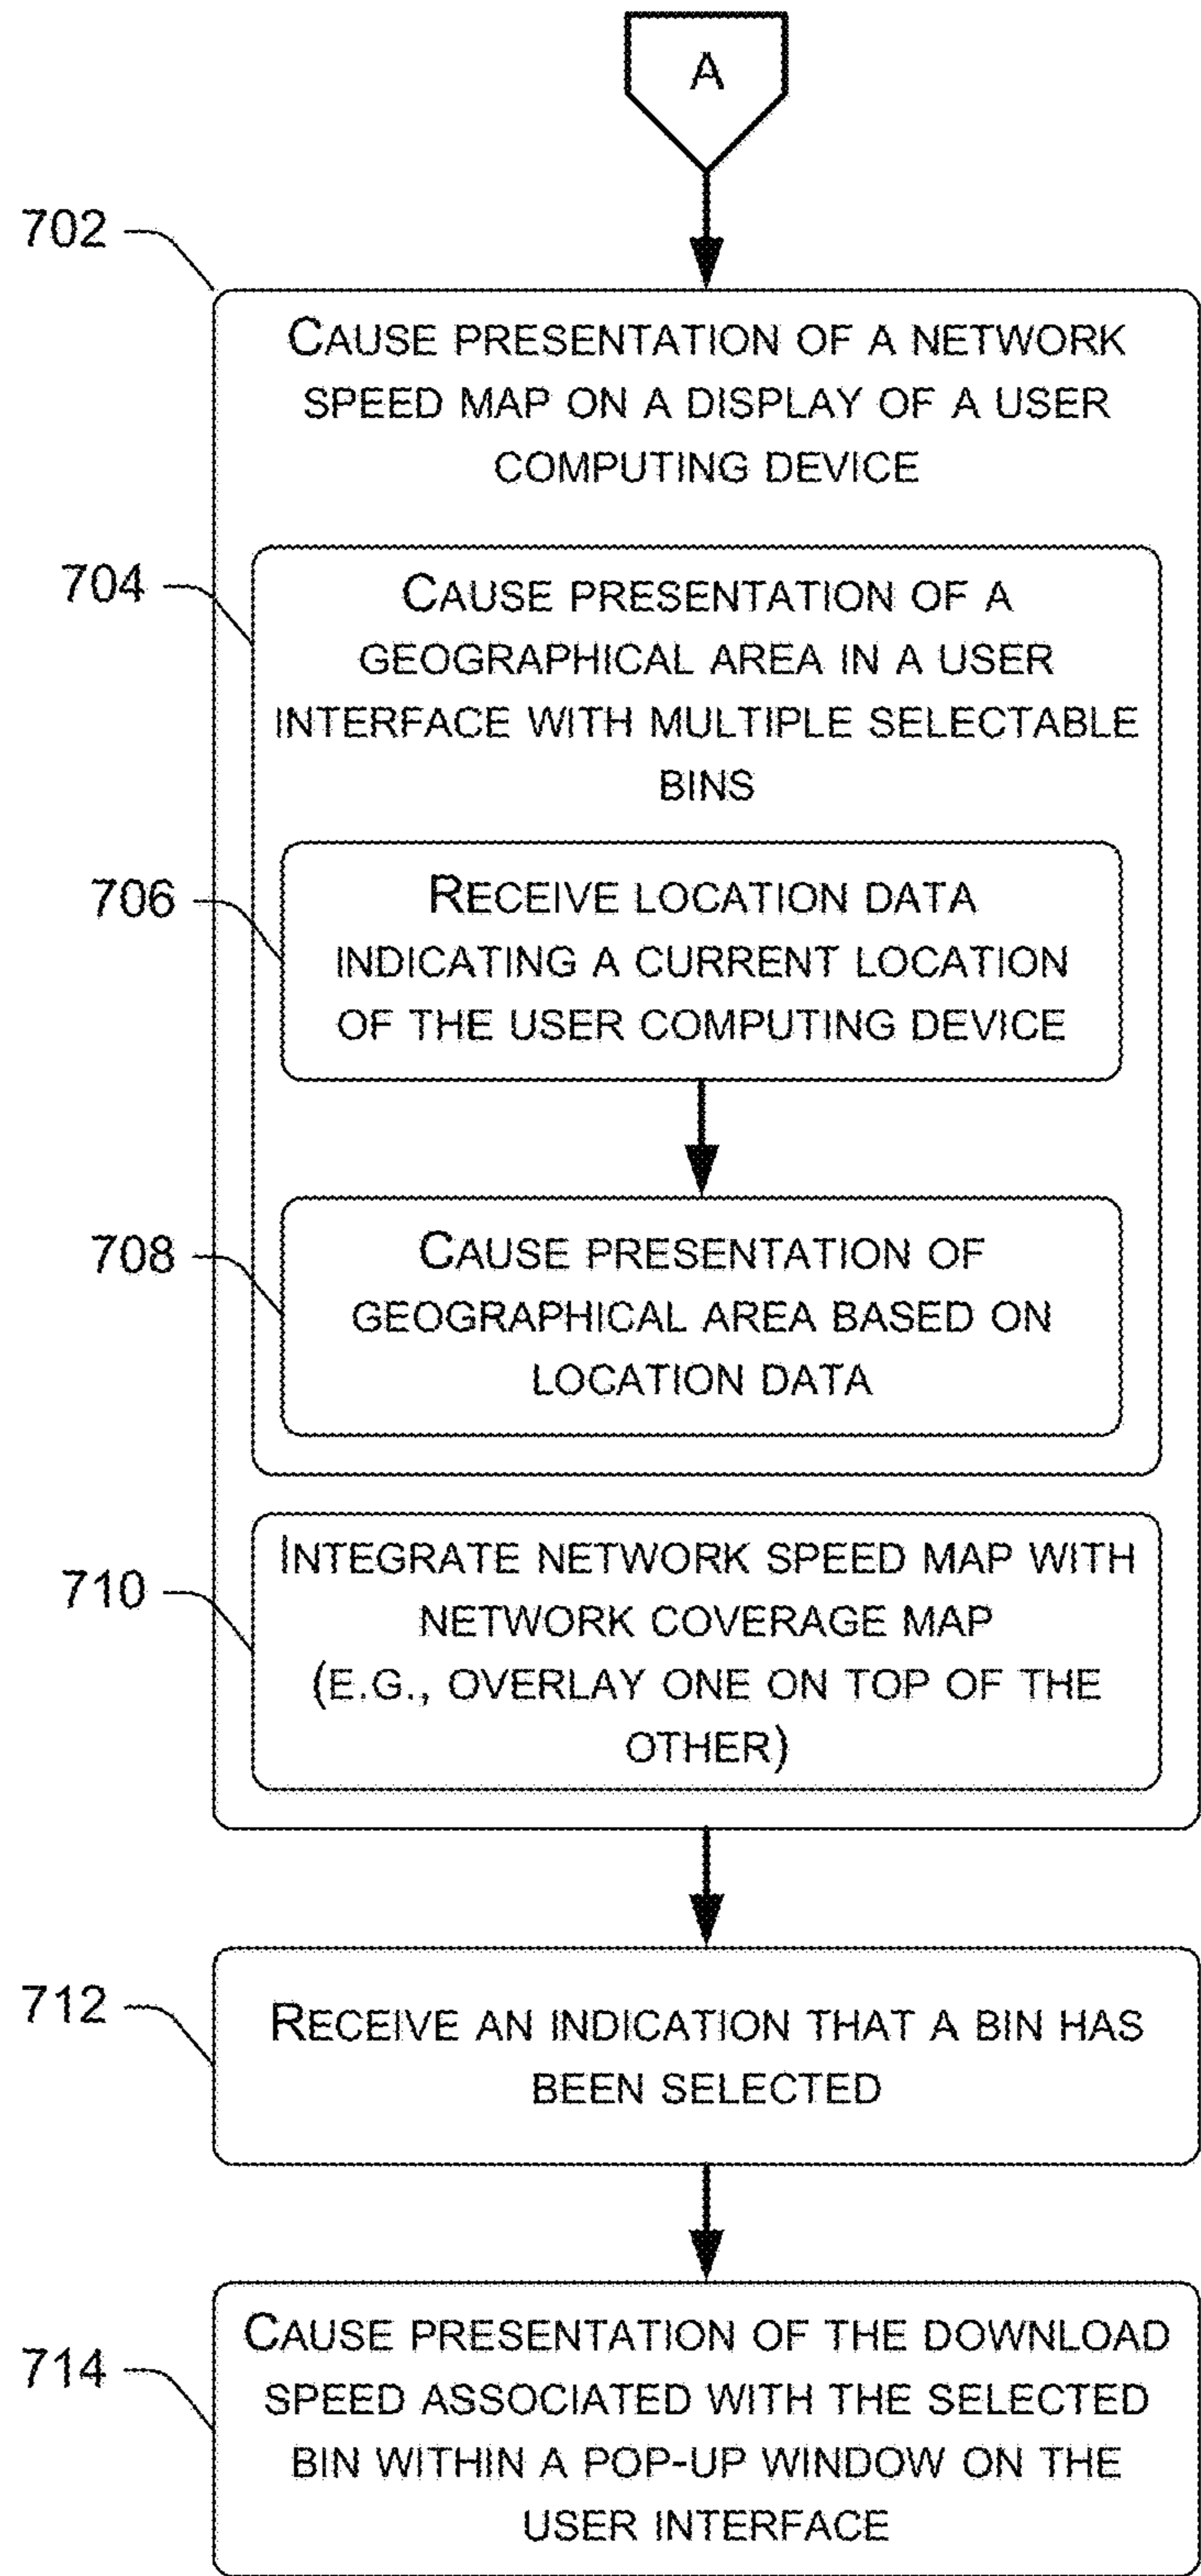 A
702
CAUSE PRESENTATION OF A NETWORK
SPEED MAP ON A DISPLAY OF A USER
COMPUTING DEVICE
704
CAUSE PRESENTATION OF A
GEOGRAPHICAL AREA IN A USER
INTERFACE WITH MULTIPLE SELECTABLE
BINS
706
RECEIVE LOCATION DATA
INDICATING A CURRENT LOCATION
OF THE USER COMPUTING DEVICE
708
CAUSE PRESENTATION OF
GEOGRAPHICAL AREA BASED ON
LOCATION DATA
710
INTEGRATE NETWORK SPEED MAP WITH
NETWORK COVERAGE MAP
(E.G., OVERLAY ONE ON TOP OF THE
OTHER)
712
RECEIVE AN INDICATION THAT A BIN HAS
BEEN SELECTED
714
CAUSE PRESENTATION OF THE DOWNLOAD
SPEED ASSOCIATED WITH THE SELECTED
BIN WITHIN A POP-UP WINDOW ON THE
USER INTERFACE